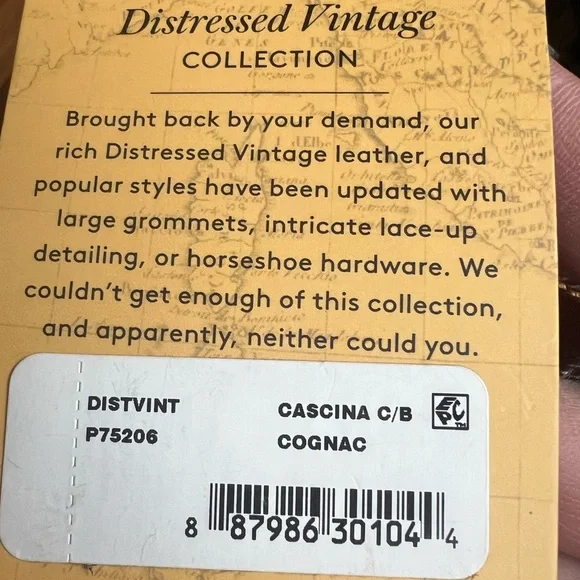 Distressed Vintage
COLLECTION
Brought back by your demand, our
rich Distressed Vintage leather, and
popular styles have been updated with
large grommets, intricate lace-up
detailing, or horseshoe hardware. We
couldn't get enough of this collection,
and apparently, neither could you.
DISTVINT CASCINA C/B EPC™
P75206 COGNAC
8 87986 30104 4